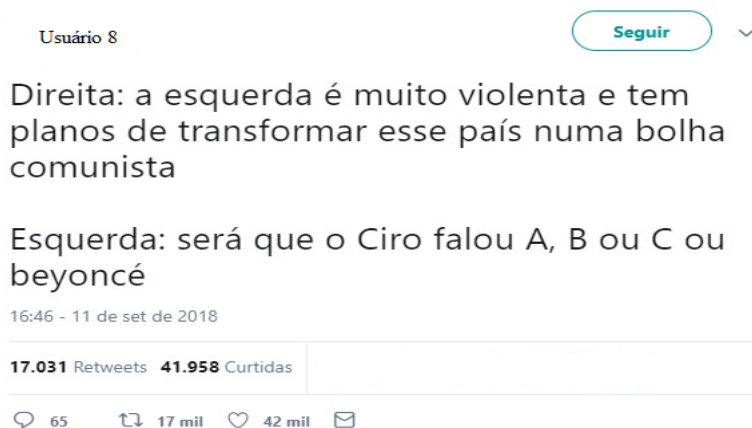 Usuário 8
Seguir
Direita: a esquerda é muito violenta e tem
planos de transformar esse país numa bolha
comunista
Esquerda: será que o Ciro falou A, B ou C ou
beyoncé
16:46 - 11 de set de 2018
17.031 Retweets 41.958 Curtidas
65 17 mil 42 mil